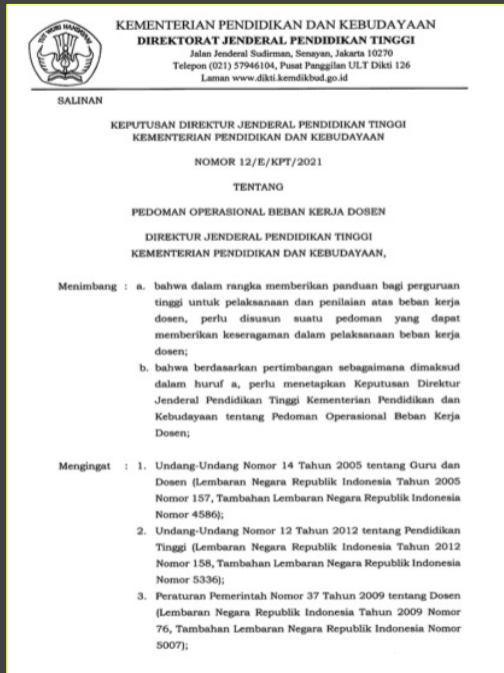 TUT WURI HANDAYANI
KEMENTERIAN PENDIDIKAN DAN KEBUDAYAAN
DIREKTORAT JENDERAL PENDIDIKAN TINGGI
Jalan Jenderal Sudirman, Senayan, Jakarta 10270
Telepon (021) 57946104, Pusat Panggilan ULT Dikti 126
Laman www.dikti.kemdikbud.go.id
SALINAN
KEPUTUSAN DIREKTUR JENDERAL PENDIDIKAN TINGGI
KEMENTERIAN PENDIDIKAN DAN KEBUDAYAAN
NOMOR 12/E/KPT/2021
TENTANG
PEDOMAN OPERASIONAL BEBAN KERJA DOSEN
DIREKTUR JENDERAL PENDIDIKAN TINGGI
KEMENTERIAN PENDIDIKAN DAN KEBUDAYAAN,
Menimbang : a. bahwa dalam rangka memberikan panduan bagi perguruan
tinggi untuk pelaksanaan dan penilaian atas beban kerja
dosen, perlu disusun suatu pedoman yang dapat
memberikan keseragaman dalam pelaksanaan beban kerja
dosen;
b. bahwa berdasarkan pertimbangan sebagaimana dimaksud
dalam huruf a, perlu menetapkan Keputusan Direktur
Jenderal Pendidikan Tinggi Kementerian Pendidikan dan
Kebudayaan tentang Pedoman Operasional Beban Kerja
Dosen;
Mengingat : 1. Undang-Undang Nomor 14 Tahun 2005 tentang Guru dan
Dosen (Lembaran Negara Republik Indonesia Tahun 2005
Nomor 157, Tambahan Lembaran Negara Republik Indonesia
Nomor 4586);
2. Undang-Undang Nomor 12 Tahun 2012 tentang Pendidikan
Tinggi (Lembaran Negara Republik Indonesia Tahun 2012
Nomor 158, Tambahan Lembaran Negara Republik Indonesia
Nomor 5336);
3. Peraturan Pemerintah Nomor 37 Tahun 2009 tentang Dosen
(Lembaran Negara Republik Indonesia Tahun 2009 Nomor
76, Tambahan Lembaran Negara Republik Indonesia Nomor
5007);